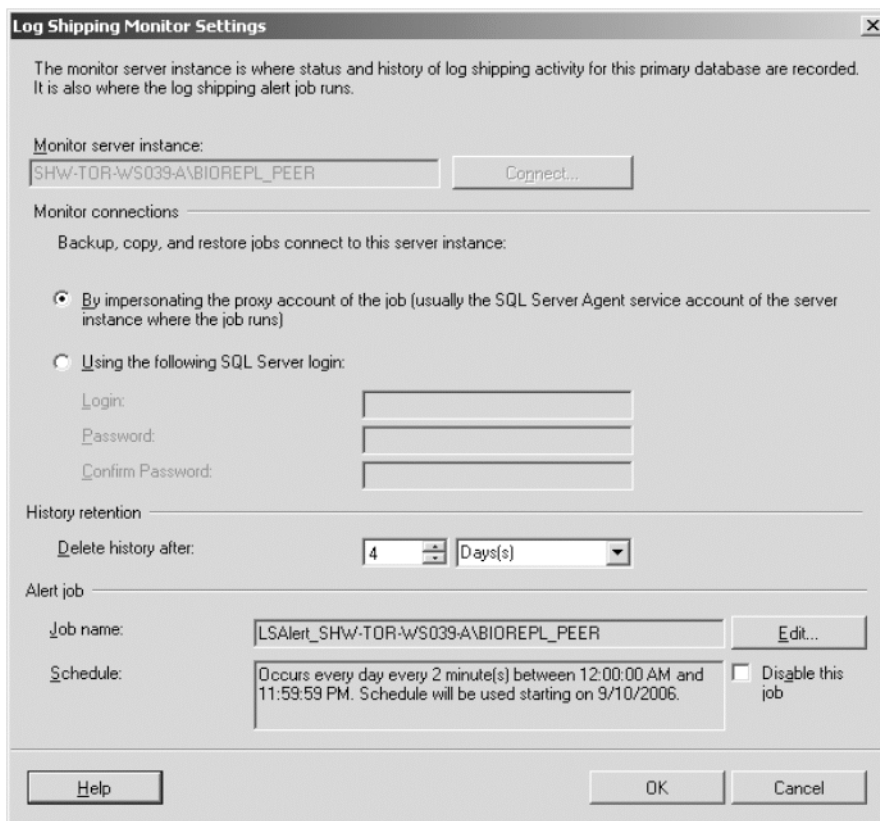 Log Shipping Monitor Settings
The monitor server instance is where status and history of log shipping activity for this primary database are recorded.
It is also where the log shipping alert job runs.
Monitor server instance:
SHW-TOR-WS039-A\BIOREPL_PEER
Connect...
Monitor connections
Backup, copy, and restore jobs connect to this server instance:
By impersonating the proxy account of the job (usually the SQL Server Agent service account of the server
instance where the job runs)
Using the following SQL Server login:
Login:
Password:
Confirm Password:
History retention
Delete history after:
4
Days(s)
Alert job
Job name:
LSAlert_SHW-TOR-WS039-A\BIOREPL_PEER
Edit...
Schedule:
Occurs every day every 2 minute(s) between 12:00:00 AM and
11:59:59 PM. Schedule will be used starting on 9/10/2006.
Disable this
job
Help
OK
Cancel